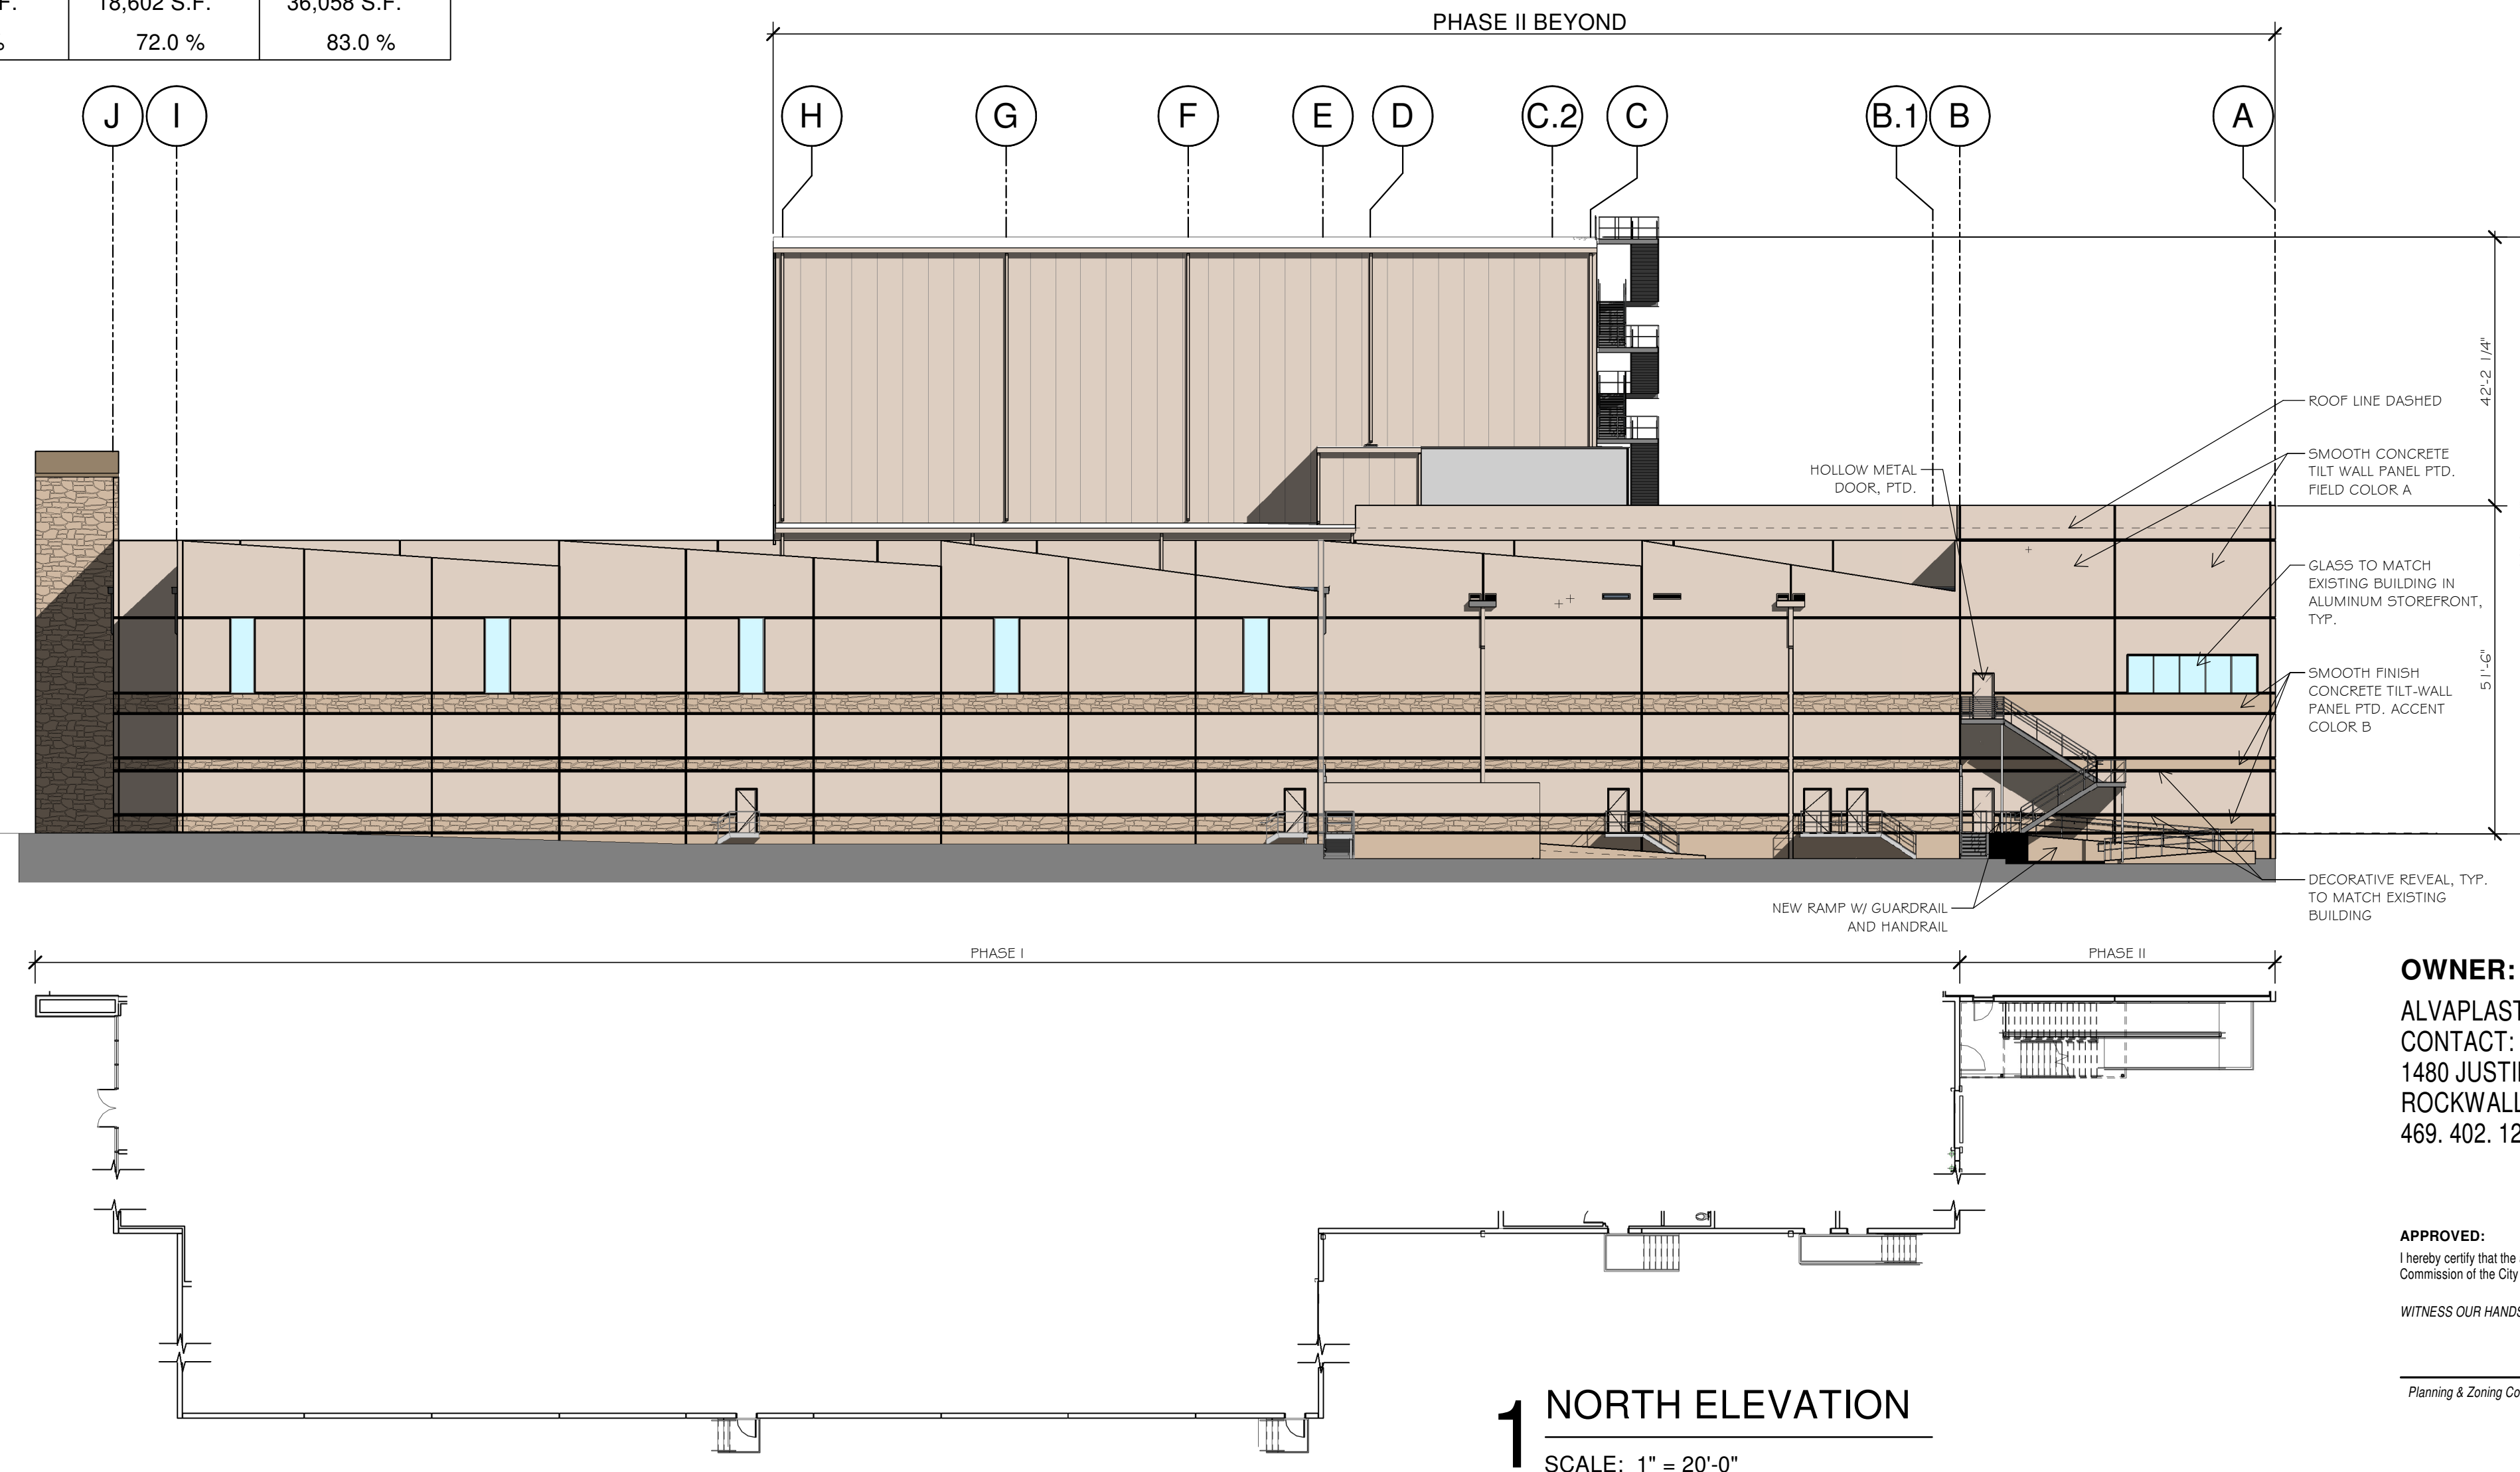 18,602 S.F.
36,058 S.F.
72.0 %
83.0 %
PHASE II BEYOND
J
I
H
G
F
E
D
C.2
C
B.1
B
A
42'-2 1/4"
51'-6"
ROOF LINE DASHED
SMOOTH CONCRETE
TILT WALL PANEL PTD.
FIELD COLOR A
HOLLOW METAL
DOOR, PTD.
GLASS TO MATCH
EXISTING BUILDING IN
ALUMINUM STOREFRONT,
TYP.
SMOOTH FINISH
CONCRETE TILT-WALL
PANEL PTD. ACCENT
COLOR B
DECORATIVE REVEAL, TYP.
TO MATCH EXISTING
BUILDING
NEW RAMP W/ GUARDRAIL
AND HANDRAIL
PHASE I
PHASE II
OWNER:
ALVAPLAST
CONTACT:
1480 JUSTI
ROCKWALL
469. 402. 12
APPROVED:
I hereby certify that the
Commission of the City
WITNESS OUR HANDS
Planning & Zoning Co
1
NORTH ELEVATION
SCALE: 1" = 20'-0"